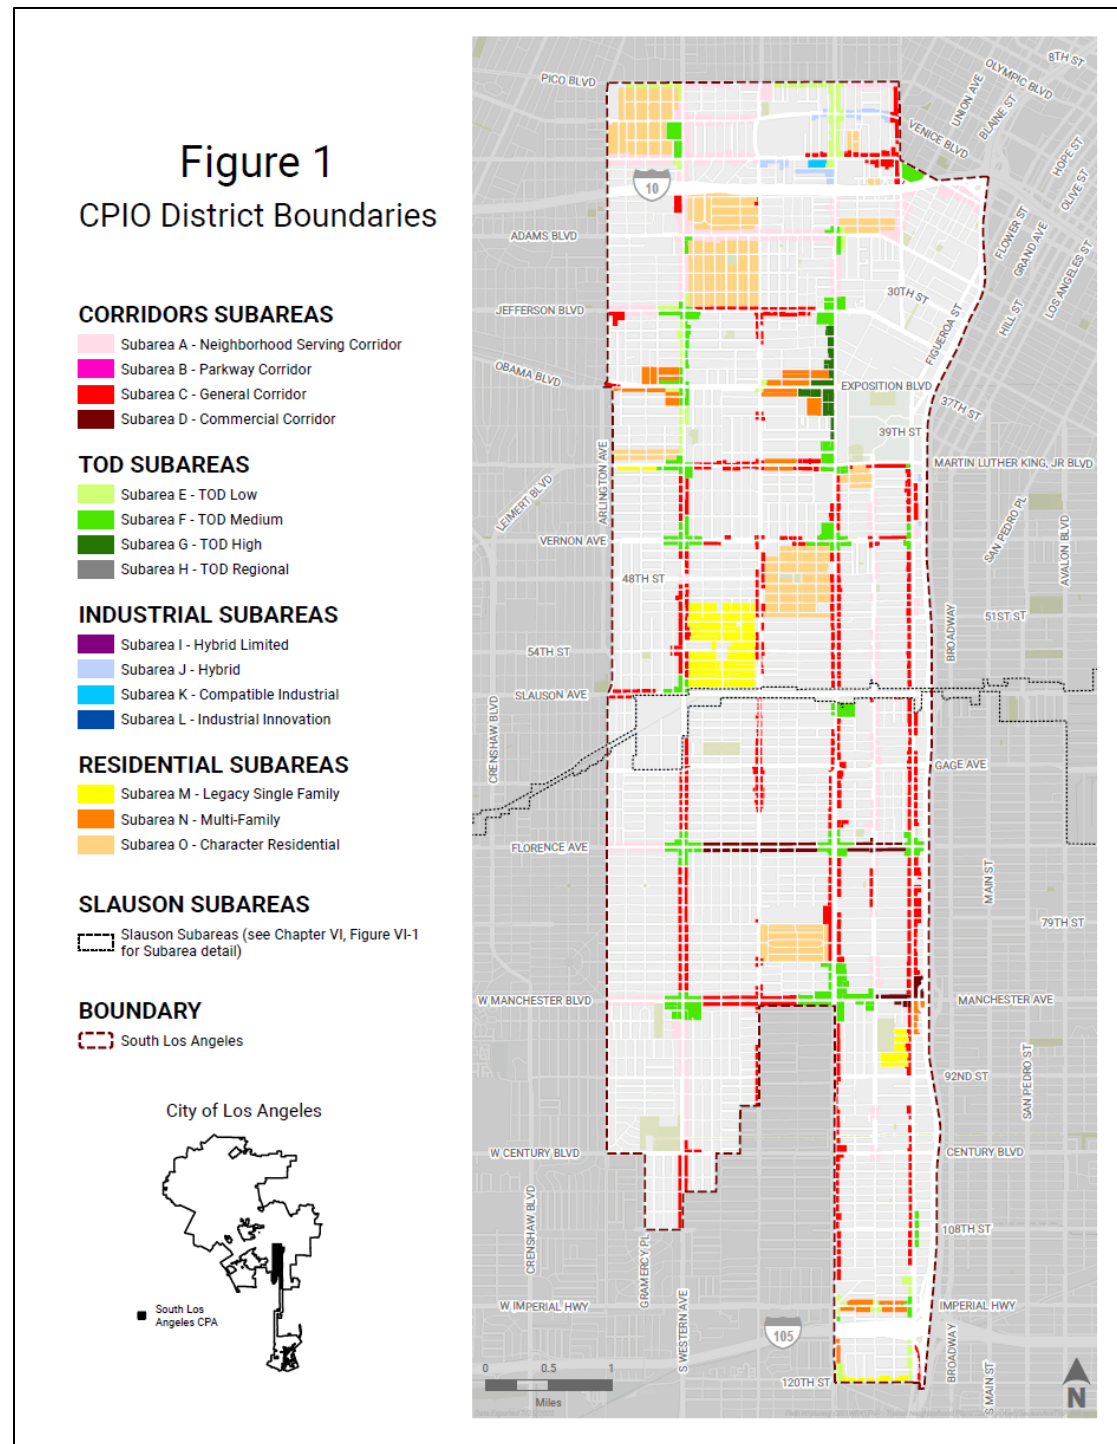 Figure 1
CPIO District Boundaries
CORRIDORS SUBAREAS
Subarea A - Neighborhood Serving Corridor
Subarea B - Parkway Corridor
Subarea C - General Corridor
Subarea D - Commercial Corridor
TOD SUBAREAS
Subarea E - TOD Low
Subarea F - TOD Medium
Subarea G - TOD High
Subarea H - TOD Regional
INDUSTRIAL SUBAREAS
Subarea I - Hybrid Limited
Subarea J - Hybrid
Subarea K - Compatible Industrial
Subarea L - Industrial Innovation
RESIDENTIAL SUBAREAS
Subarea M - Legacy Single Family
Subarea N - Multi-Family
Subarea O - Character Residential
SLAUSON SUBAREAS
Slauson Subareas (see Chapter VI, Figure VI-1
for Subarea detail)
BOUNDARY
South Los Angeles
City of Los Angeles
South Los
Angeles CPA
8TH ST
OLYMPIC BLVD
PICO BLVD
UNION AVE
BLAINE ST
VENICE BLVD
HOPE ST
OLIVE ST
10
FLOWER ST
GRAND AVE
LOS ANGELES ST
ADAMS BLVD
30TH ST
HILL ST
JEFFERSON BLVD
FIGUEROA ST
OBAMA BLVD
EXPOSITION BLVD
37TH ST
39TH ST
ARLINGTON AVE
MARTIN LUTHER KING, JR BLVD
LEIMERT BLVD
SAN PEDRO PL
AVALON BLVD
VERNON AVE
48TH ST
51ST ST
BROADWAY
54TH ST
SLAUSON AVE
CRENSHAW BLVD
GAGE AVE
FLORENCE AVE
MAIN ST
79TH ST
W MANCHESTER BLVD
MANCHESTER AVE
92ND ST
SAN PEDRO ST
W CENTURY BLVD
CENTURY BLVD
CRENSHAW BLVD
GRAMERCY PL
108TH ST
S WESTERN AVE
W IMPERIAL HWY
IMPERIAL HWY
105
BROADWAY
S MAIN ST
120TH ST
0 0.5 1
Miles
N